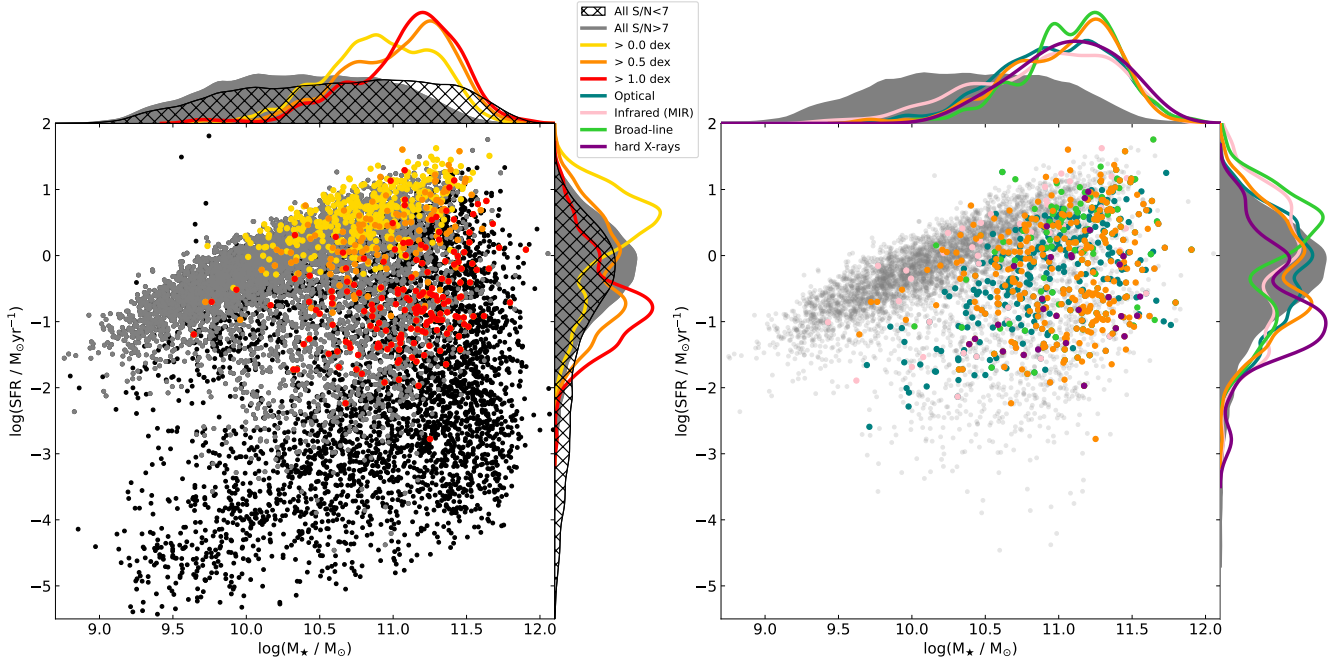 All S/N<7
All S/N>7
> 0.0 dex
> 0.5 dex
> 1.0 dex
Optical
Infrared (MIR)
Broad-line
hard X-rays
2
1
0
−1
−2
−3
−4
−5
log(SFR / M⊙yr⁻¹)
9.0 9.5 10.0 10.5 11.0 11.5 12.0
log(M★ / M⊙)
2
1
0
−1
−2
−3
−4
−5
log(SFR / M⊙yr⁻¹)
9.0 9.5 10.0 10.5 11.0 11.5 12.0
log(M★ / M⊙)